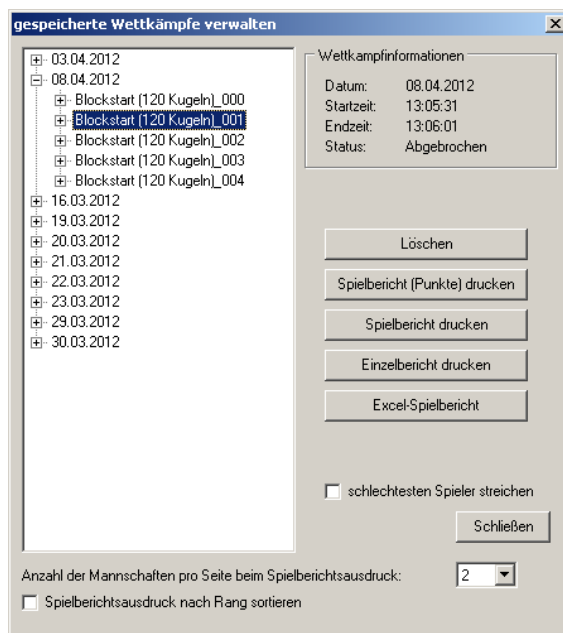 gespeicherte Wettkämpfe verwalten
03.04.2012
08.04.2012
Blockstart (120 Kugeln)_000
Blockstart (120 Kugeln)_001
Blockstart (120 Kugeln)_002
Blockstart (120 Kugeln)_003
Blockstart (120 Kugeln)_004
16.03.2012
19.03.2012
20.03.2012
21.03.2012
22.03.2012
23.03.2012
29.03.2012
30.03.2012
Wettkampfinformationen
Datum: 08.04.2012
Startzeit: 13:05:31
Endzeit: 13:06:01
Status: Abgebrochen
Löschen
Spielbericht (Punkte) drucken
Spielbericht drucken
Einzelbericht drucken
Excel-Spielbericht
schlechtesten Spieler streichen
Schließen
Anzahl der Mannschaften pro Seite beim Spielberichtsausdruck: 2
Spielberichtsausdruck nach Rang sortieren